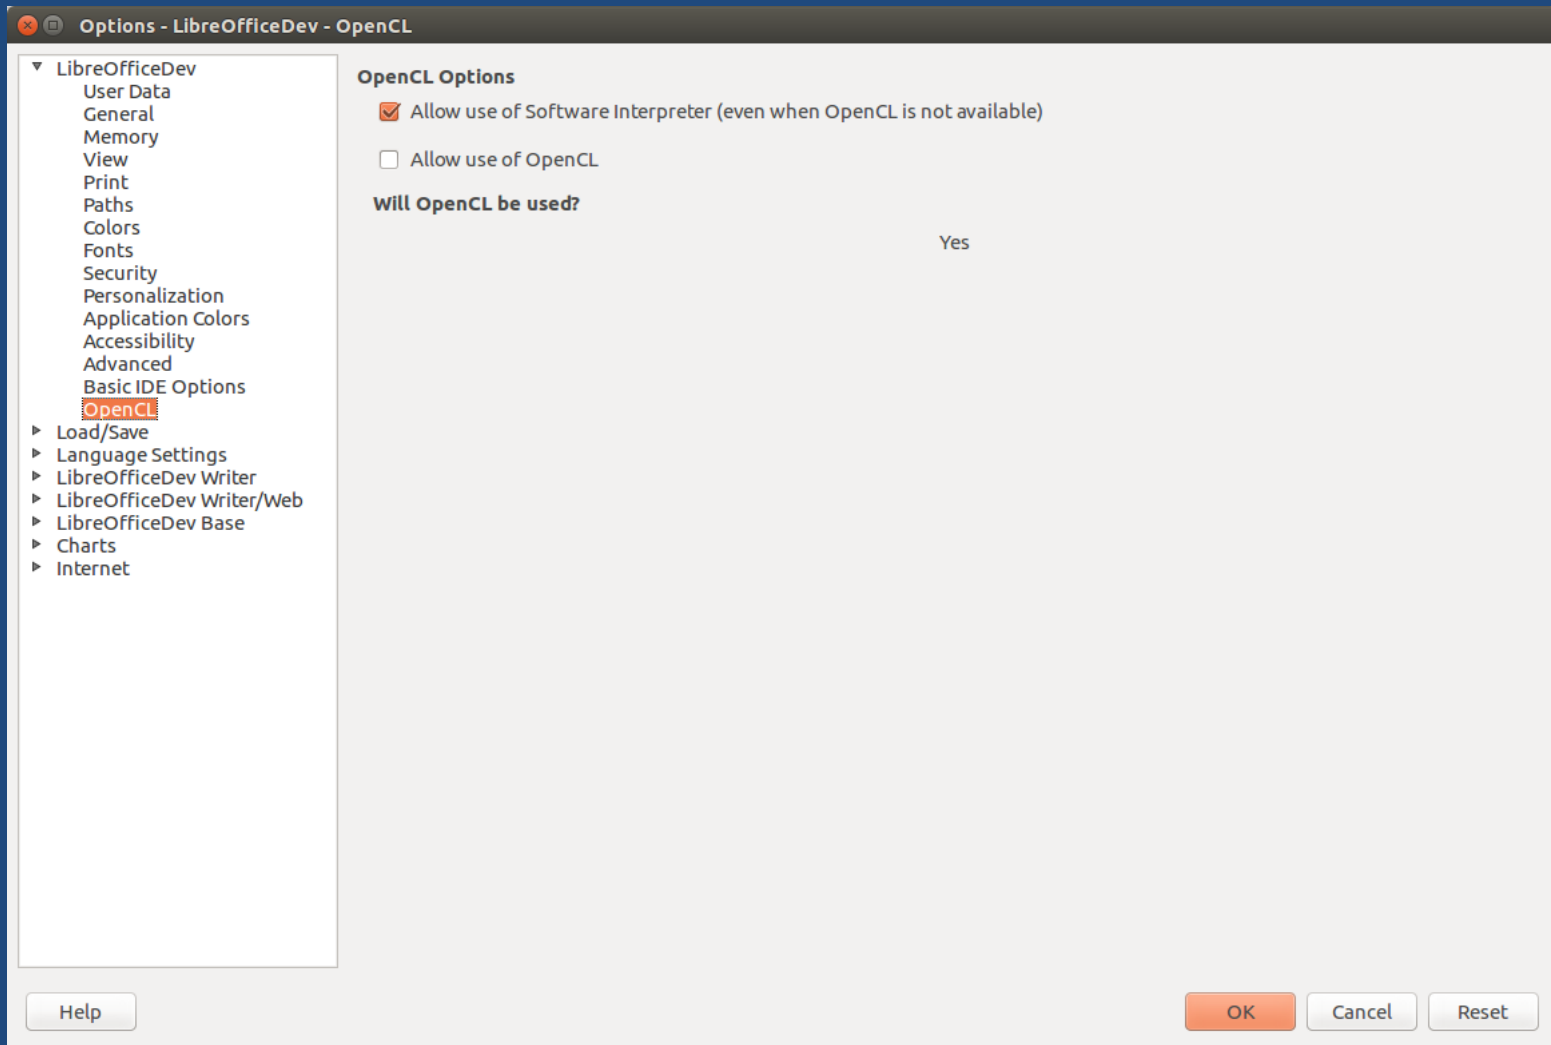 Options - LibreOfficeDev - OpenCL
LibreOfficeDev
User Data
General
Memory
View
Print
Paths
Colors
Fonts
Security
Personalization
Application Colors
Accessibility
Advanced
Basic IDE Options
OpenCL
Load/Save
Language Settings
LibreOfficeDev Writer
LibreOfficeDev Writer/Web
LibreOfficeDev Base
Charts
Internet
OpenCL Options
Allow use of Software Interpreter (even when OpenCL is not available)
Allow use of OpenCL
Will OpenCL be used?
Yes
Help
OK
Cancel
Reset